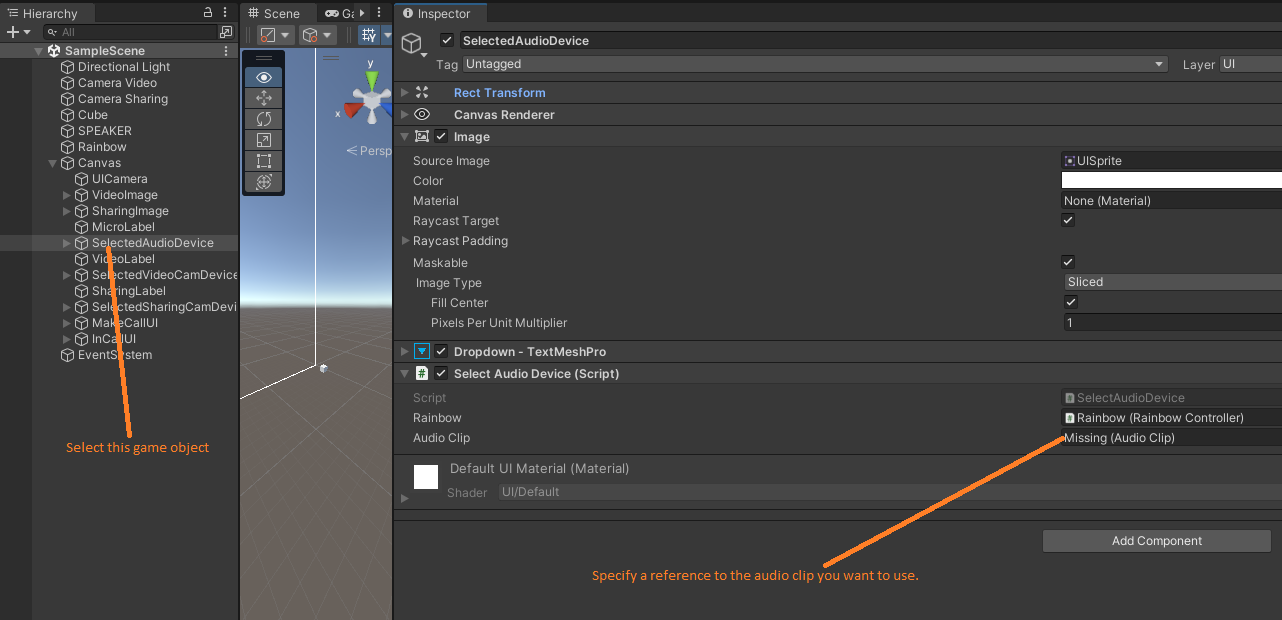 Hierarchy
All
SampleScene
Directional Light
Camera Video
Camera Sharing
Cube
SPEAKER
Rainbow
Canvas
UICamera
VideoImage
SharingImage
MicroLabel
SelectedAudioDevice
VideoLabel
SelectedVideoCamDevice
SharingLabel
SelectedSharingCamDevi
MakeCallUI
InCallUI
EventSystem
Select this game object
Scene
Ga
y
x
Persp
Inspector
SelectedAudioDevice
Tag Untagged Layer UI
Rect Transform
Canvas Renderer
Image
Source Image UISprite
Color
Material None (Material)
Raycast Target
Raycast Padding
Maskable
Image Type Sliced
Fill Center
Pixels Per Unit Multiplier 1
Dropdown - TextMeshPro
# Select Audio Device (Script)
Script # SelectAudioDevice
Rainbow # Rainbow (Rainbow Controller)
Audio Clip Missing (Audio Clip)
Default UI Material (Material)
Shader UI/Default
Add Component
Specify a reference to the audio clip you want to use.